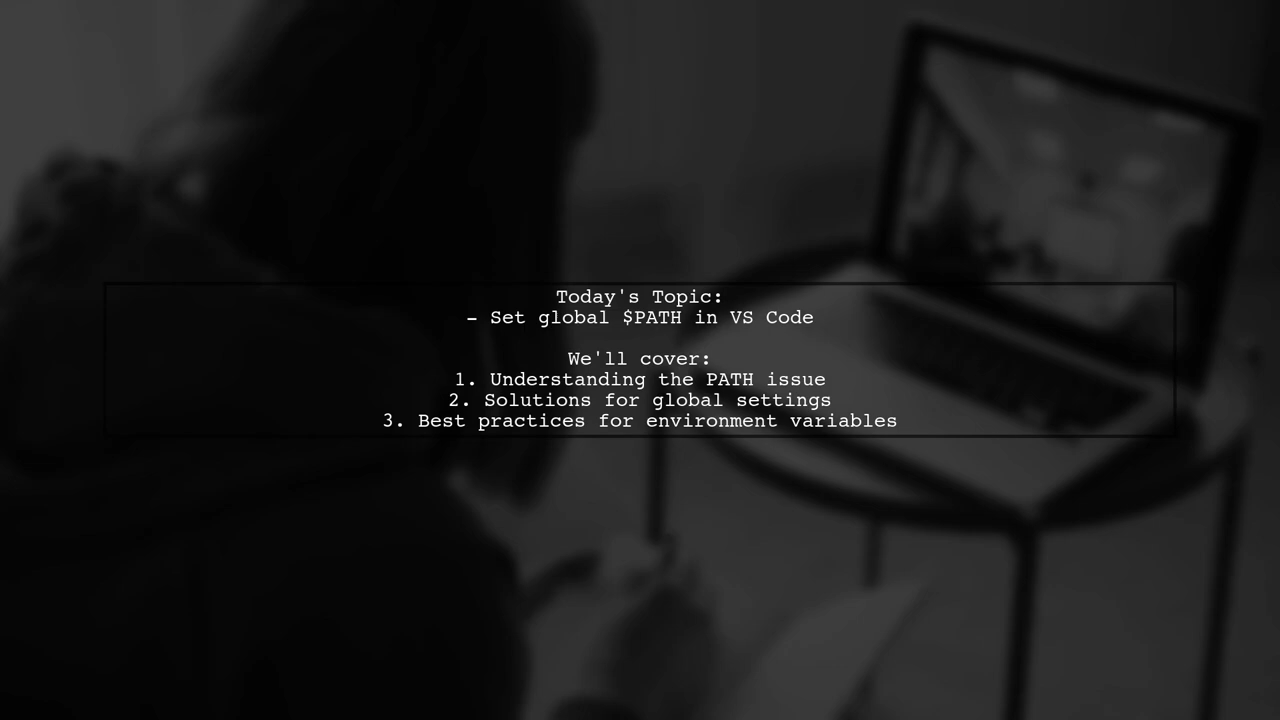 Today's Topic:
– Set global $PATH in VS Code
We'll cover:
1. Understanding the PATH issue
2. Solutions for global settings
3. Best practices for environment variables